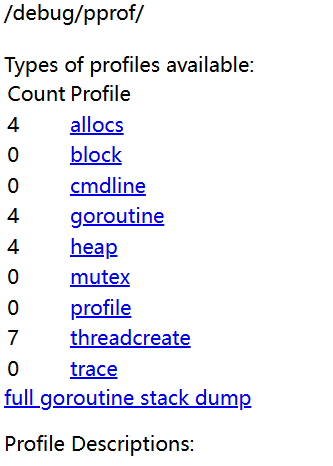 /debug/pprof/
Types of profiles available:
Count Profile
4 allocs
0 block
0 cmdline
4 goroutine
4 heap
0 mutex
0 profile
7 threadcreate
0 trace
full goroutine stack dump
Profile Descriptions: